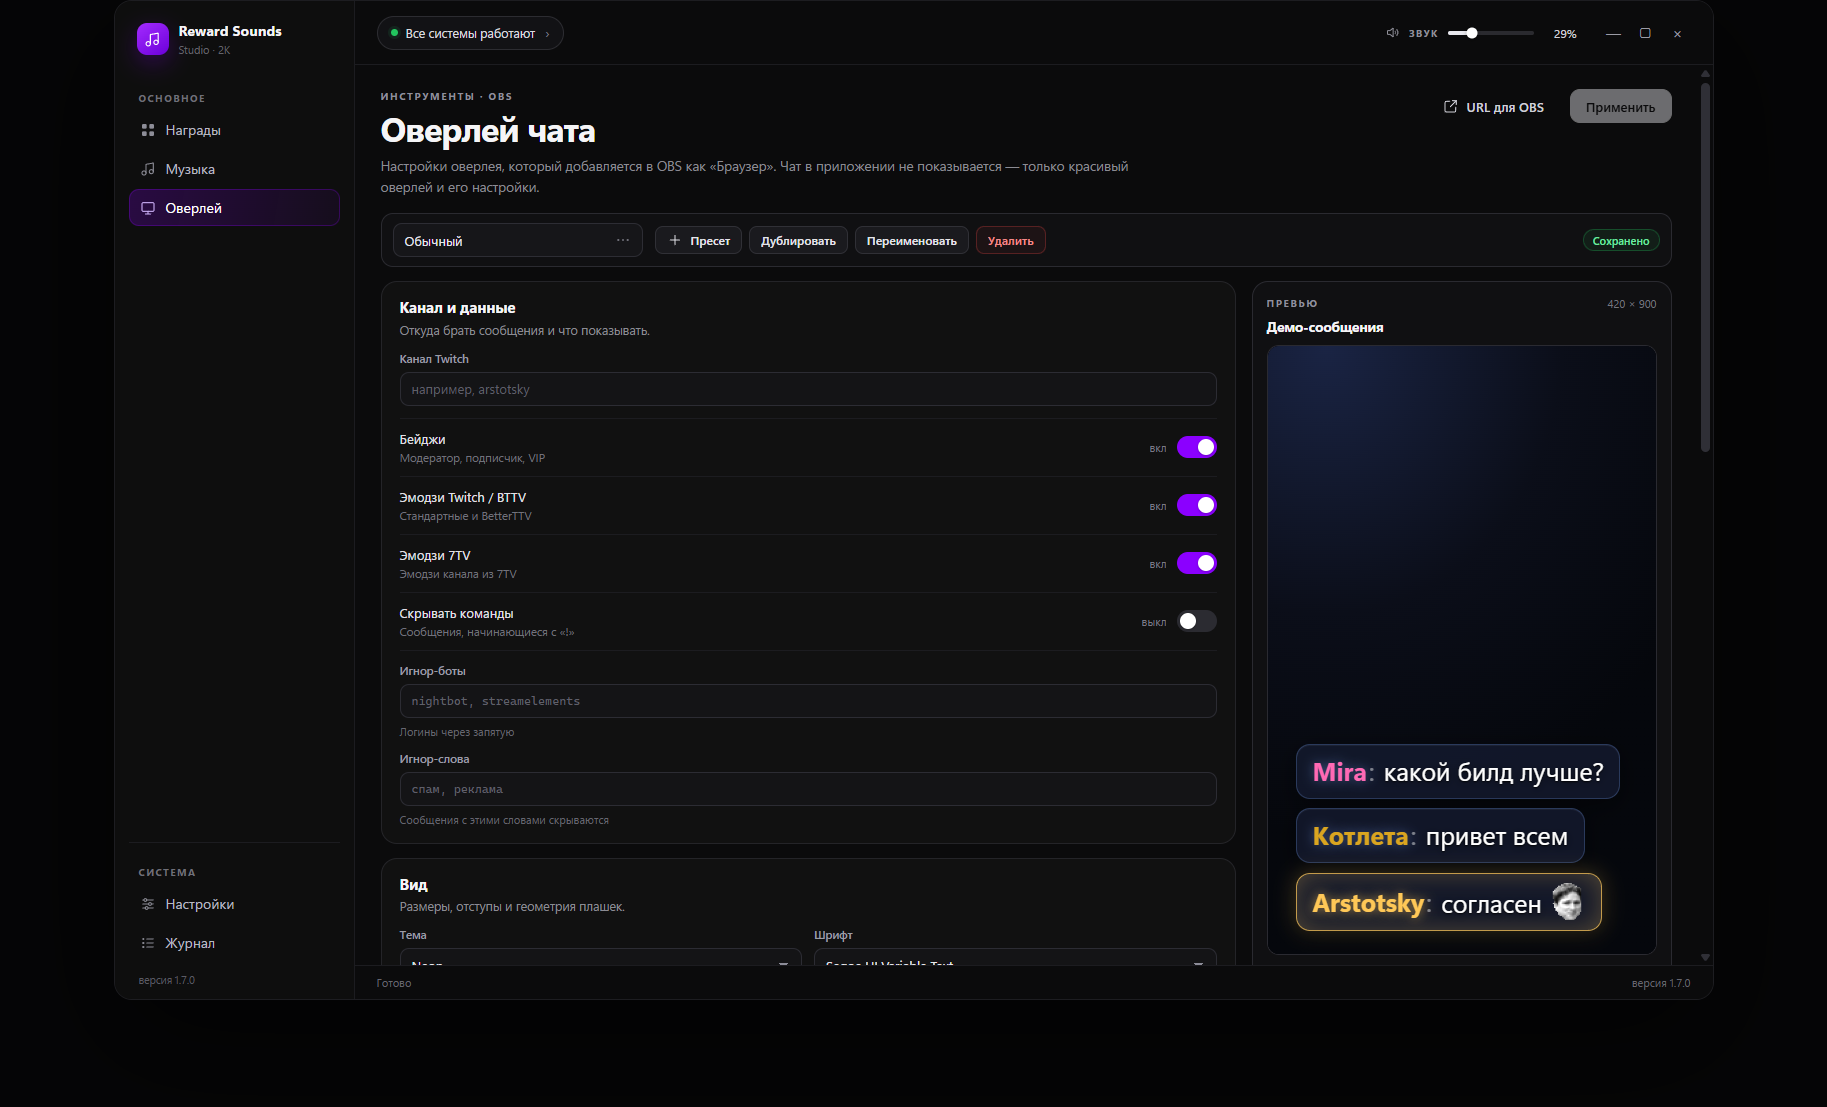 Reward Sounds
Studio · 2K
ОСНОВНОЕ
Награды
Музыка
Оверлей
СИСТЕМА
Настройки
Журнал
версия 1.7.0
Все системы работают ›
ЗВУК
29%
ИНСТРУМЕНТЫ · OBS
Оверлей чата
Настройки оверлея, который добавляется в OBS как «Браузер». Чат в приложении не показывается — только красивый
оверлей и его настройки.
URL для OBS
Применить
Обычный
Пресет
Дублировать
Переименовать
Удалить
Сохранено
Канал и данные
Откуда брать сообщения и что показывать.
Канал Twitch
например, arstotsky
Бейджи
Модератор, подписчик, VIP
вкл
Эмодзи Twitch / BTTV
Стандартные и BetterTTV
вкл
Эмодзи 7TV
Эмодзи канала из 7TV
вкл
Скрывать команды
Сообщения, начинающиеся с «!»
выкл
Игнор-боты
nightbot, streamelements
Логины через запятую
Игнор-слова
спам, реклама
Сообщения с этими словами скрываются
Вид
Размеры, отступы и геометрия плашек.
Тема
Шрифт
Segoe UI Variable Text
ПРЕВЬЮ
420 × 900
Демо-сообщения
Mira: какой билд лучше?
Котлета: привет всем
Arstotsky: согласен
Готово
версия 1.7.0